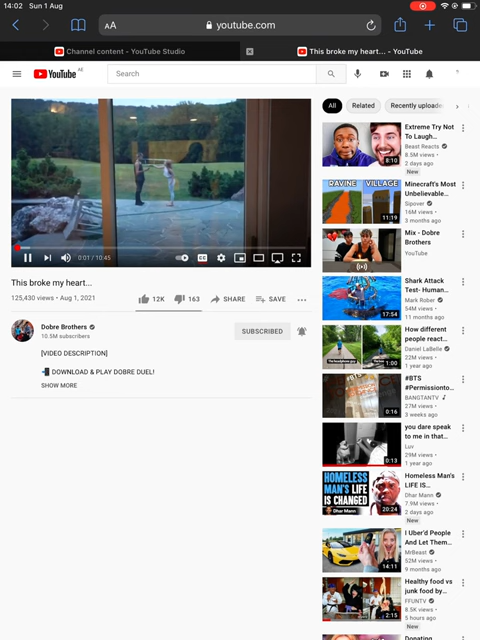 14:02 Sun 1 Aug
AA
youtube.com
Channel content - YouTube Studio
This broke my heart... - YouTube
YouTube AE
Search
All
Related
Recently uploade
0:01 / 10:45
This broke my heart...
125,430 views • Aug 1, 2021
12K
163
SHARE
SAVE
Dobre Brothers
10.5M subscribers
SUBSCRIBED
[VIDEO DESCRIPTION]
DOWNLOAD & PLAY DOBRE DUEL!
SHOW MORE
8:10
Extreme Try Not
To Laugh...
Beast Reacts
8.5M views •
2 days ago
New
RAVINE VILLAGE
11:19
Minecraft's Most
Unbelievable...
Sipover
16M views •
3 months ago
Mix - Dobre
Brothers
YouTube
17:54
Shark Attack
Test- Human...
Mark Rober
54M views •
11 months ago
1:00
How different
people react...
Daniel LaBelle
22M views •
1 year ago
0:16
#BTS
#Permissionto...
BANGTANTV
27M views •
3 weeks ago
0:13
you dare speak
to me in that...
Luv
29M views •
1 year ago
HOMELESS
MAN'S LIFE
IS CHANGED
Dhar Mann
20:24
Homeless Man's
LIFE IS...
Dhar Mann
7.9M views •
2 days ago
New
14:11
I Uber'd People
And Let Them...
MrBeast
52M views •
9 months ago
2:15
Healthy food vs
junk food by...
FFUNTV
8.5K views •
5 hours ago
New
Donating